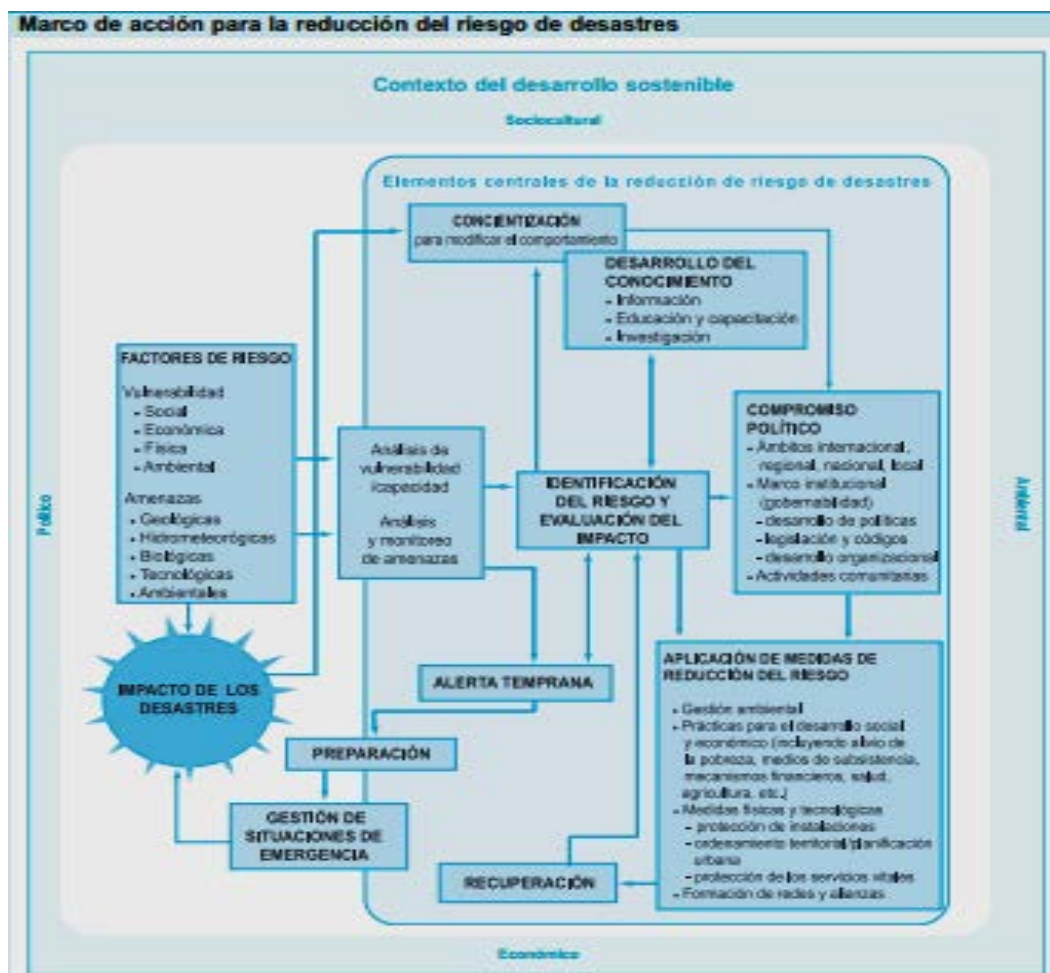 Marco de acción para la reducción del riesgo de desastres
Contexto del desarrollo sostenible
Sociocultural
Elementos centrales de la reducción de riesgo de desastres
CONCIENTIZACIÓN
para modificar el comportamiento
DESARROLLO DEL
CONOCIMIENTO
- Información
- Educación y capacitación
- Investigación
FACTORES DE RIESGO
Vulnerabilidad
- Social
- Económica
- Física
- Ambiental
Amenazas
- Geológicas
- Hidrometeorógicas
- Biológicas
- Tecnológicas
- Ambientales
Análisis de
vulnerabilidad
/capacidad
Análisis
y monitoreo
de amenazas
IDENTIFICACIÓN
DEL RIESGO Y
EVALUACIÓN DEL
IMPACTO
COMPROMISO
POLÍTICO
- Ámbitos internacional,
regional, nacional, local
- Marco institucional
(gobernabilidad)
- desarrollo de políticas
- legislación y códigos
- desarrollo organizacional
- Actividades comunitarias
Político
Ambiental
IMPACTO DE LOS
DESASTRES
ALERTA TEMPRANA
PREPARACIÓN
GESTIÓN DE
SITUACIONES DE
EMERGENCIA
APLICACIÓN DE MEDIDAS DE
REDUCCIÓN DEL RIESGO
- Gestión ambiental
- Prácticas para el desarrollo social
y económico (incluyendo alivio de
la pobreza, medios de subsistencia,
mecanismos financieros, salud,
agricultura, etc.)
- Medidas físicas y tecnológicas
- protección de instalaciones
- ordenamiento territorial/planificación
urbana
- protección de los servicios vitales
- Formación de redes y alianzas
RECUPERACIÓN
Económico